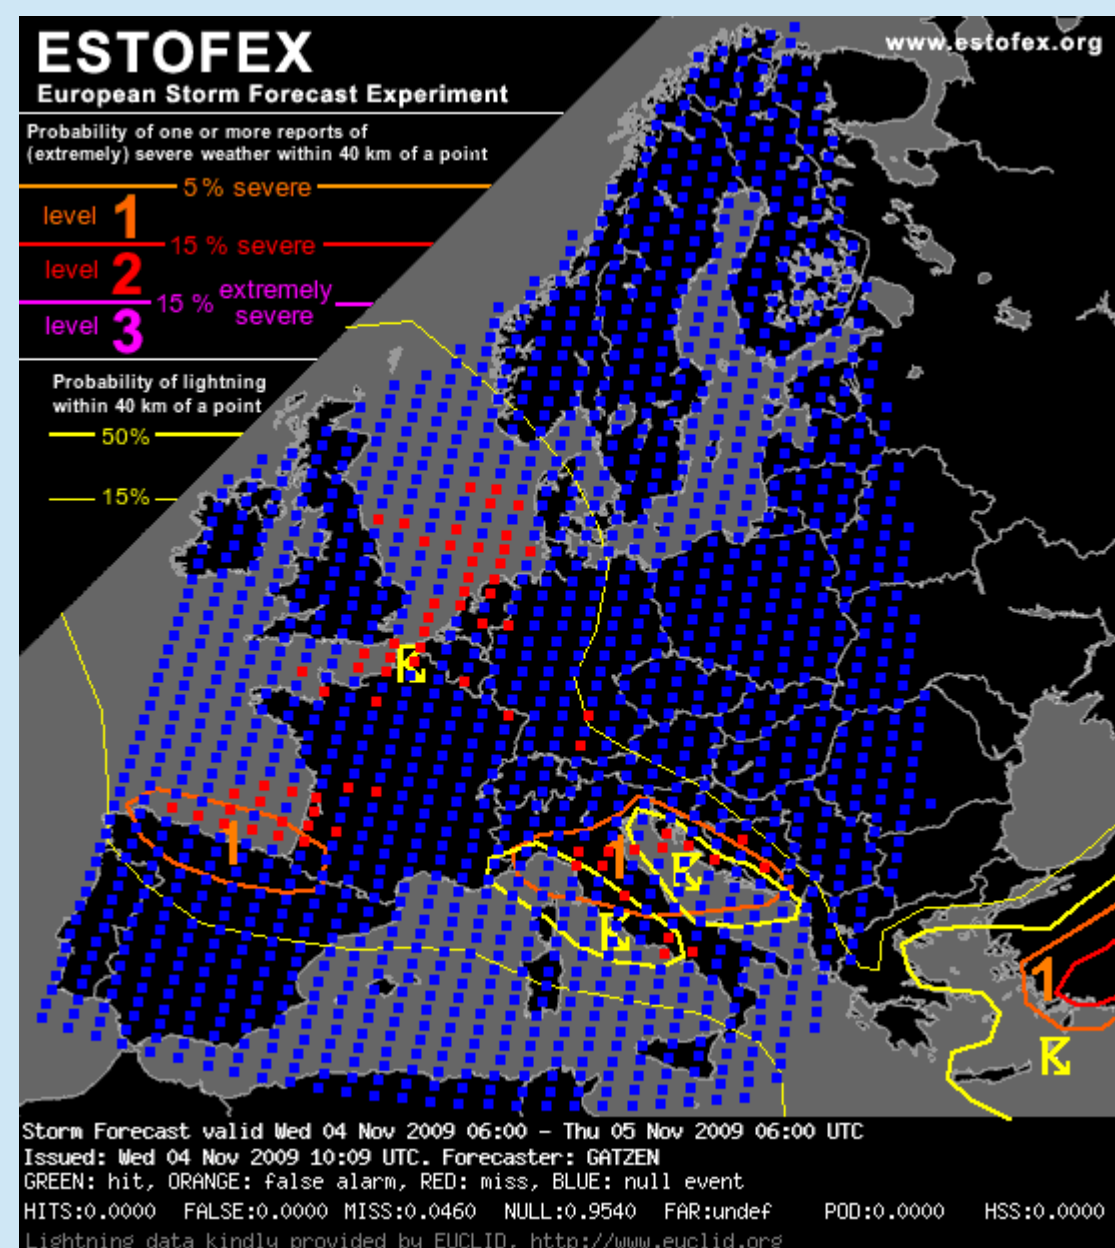 ESTOFEX
www.estofex.org
European Storm Forecast Experiment
Probability of one or more reports of
(extremely) severe weather within 40 km of a point
5 % severe
level 1
15 % severe
level 2
15 % extremely severe
level 3
Probability of lightning
within 40 km of a point
50%
15%
1
1
1
Storm Forecast valid Wed 04 Nov 2009 06:00 - Thu 05 Nov 2009 06:00 UTC
Issued: Wed 04 Nov 2009 10:09 UTC. Forecaster: GATZEN
GREEN: hit, ORANGE: false alarm, RED: miss, BLUE: null event
HITS:0.0000 FALSE:0.0000 MISS:0.0460 NULL:0.9540 FAR:undef POD:0.0000 HSS:0.0000
Lightning data kindly provided by EUCLID, http://www.euclid.org